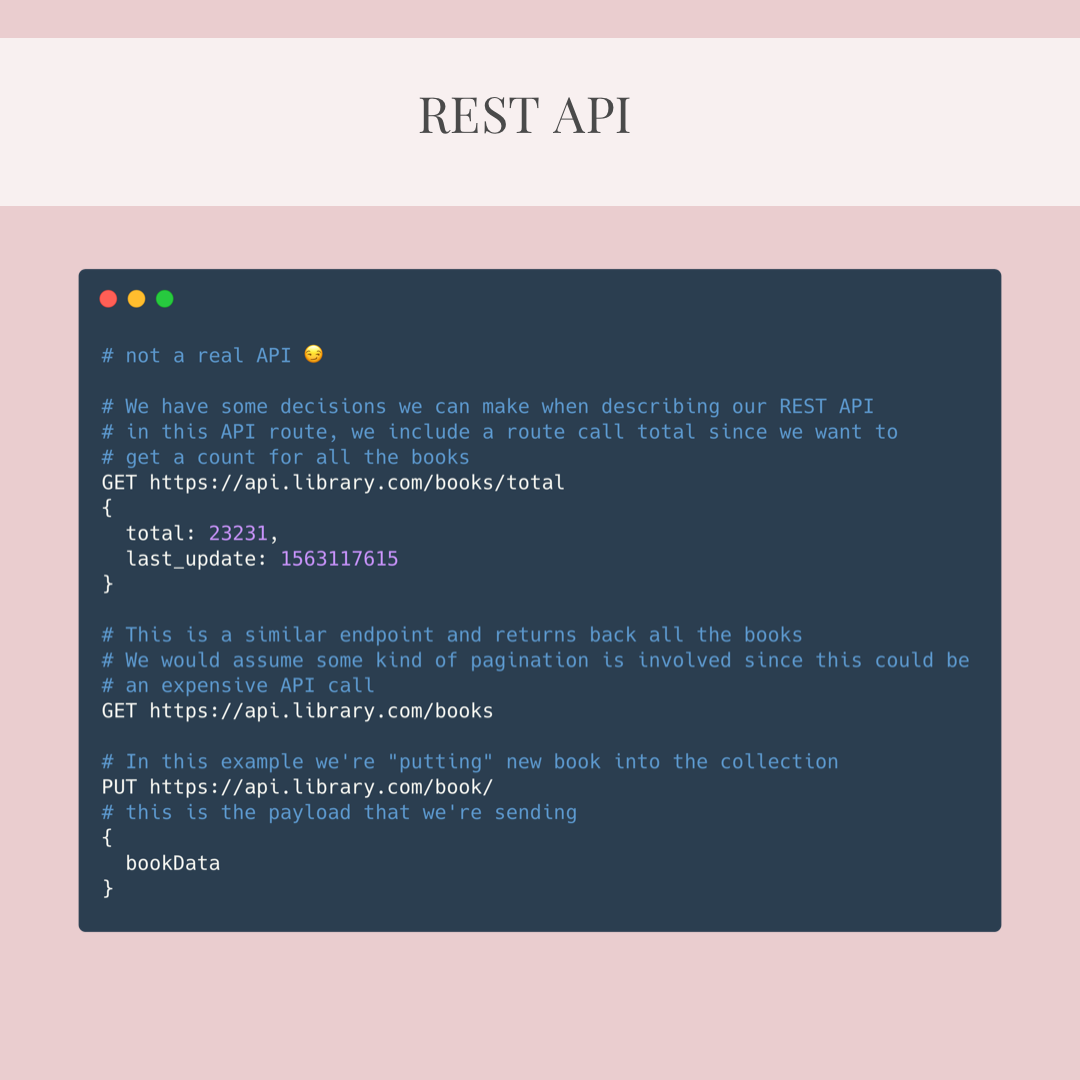 REST API
# not a real API 😏
# We have some decisions we can make when describing our REST API
# in this API route, we include a route call total since we want to
# get a count for all the books
GET https://api.library.com/books/total
{
  total: 23231,
  last_update: 1563117615
}
# This is a similar endpoint and returns back all the books
# We would assume some kind of pagination is involved since this could be
# an expensive API call
GET https://api.library.com/books
# In this example we're "putting" new book into the collection
PUT https://api.library.com/book/
# this is the payload that we're sending
{
  bookData
}